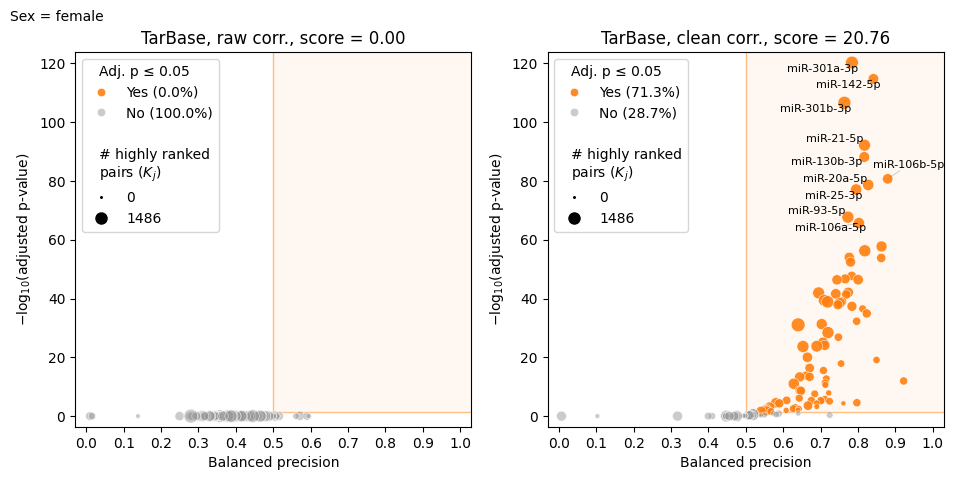 Sex = female
TarBase, raw corr., score = 0.00
Adj. p ≤ 0.05
Yes (0.0%)
No (100.0%)
# highly ranked
pairs (Kj)
0
1486
−log10(adjusted p-value)
120
100
80
60
40
20
0
0.0 0.1 0.2 0.3 0.4 0.5 0.6 0.7 0.8 0.9 1.0
Balanced precision
TarBase, clean corr., score = 20.76
Adj. p ≤ 0.05
Yes (71.3%)
No (28.7%)
# highly ranked
pairs (Kj)
0
1486
miR-301a-3p
miR-142-5p
miR-301b-3p
miR-21-5p
miR-130b-3p
miR-106b-5p
miR-20a-5p
miR-25-3p
miR-93-5p
miR-106a-5p
−log10(adjusted p-value)
120
100
80
60
40
20
0
0.0 0.1 0.2 0.3 0.4 0.5 0.6 0.7 0.8 0.9 1.0
Balanced precision